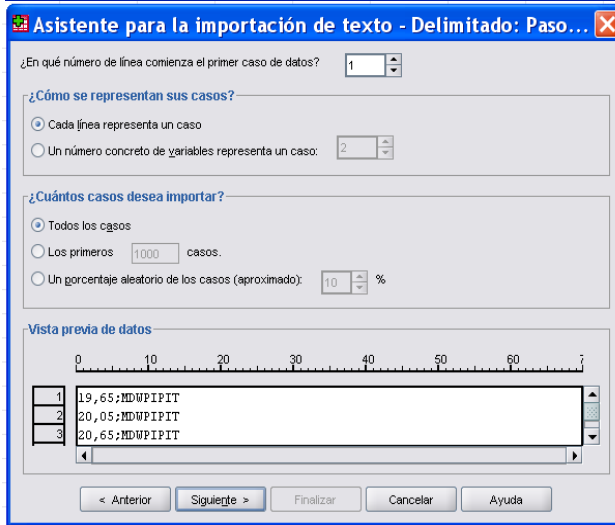 Asistente para la importación de texto - Delimitado: Paso...
¿En qué número de línea comienza el primer caso de datos? 1
¿Cómo se representan sus casos?
Cada línea representa un caso
Un número concreto de variables representa un caso: 2
¿Cuántos casos desea importar?
Todos los casos
Los primeros 1000 casos.
Un porcentaje aleatorio de los casos (aproximado): 10 %
Vista previa de datos
0 10 20 30 40 50 60 7
1 19,65;MDWPIPIT
2 20,05;MDWPIPIT
3 20,65;MDWPIPIT
< Anterior Siguiente > Finalizar Cancelar Ayuda